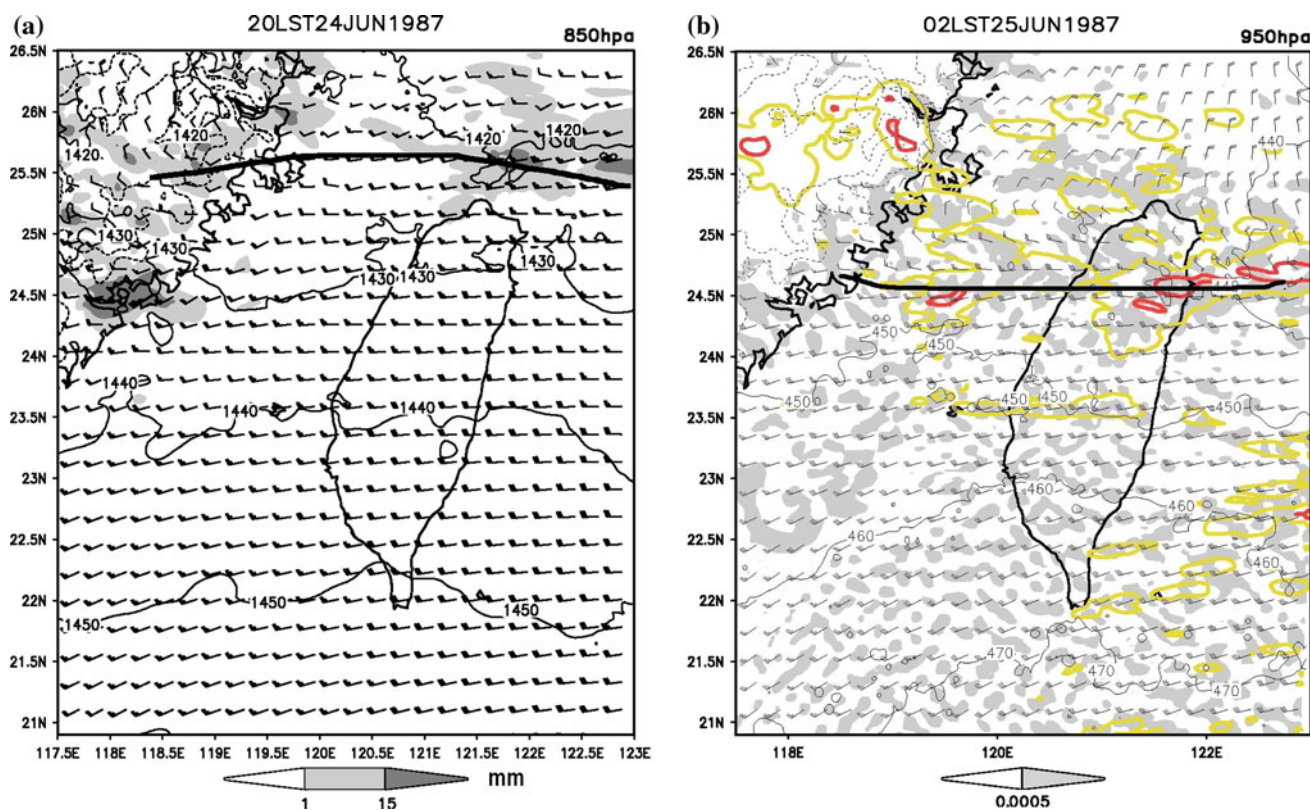 (a) 20LST24JUN1987 850hpa
26.5N
26N
25.5N
25N
24.5N
24N
23.5N
23N
22.5N
22N
21.5N
21N
1420
1420
1420
1420
1430
1430
1430
1430
1430
1440
1440
1440
1450
1450
1450
117.5E 118E 118.5E 119E 119.5E 120E 120.5E 121E 121.5E 122E 122.5E 123E
1 15 mm
(b) 02LST25JUN1987 950hpa
26.5N
26N
25.5N
25N
24.5N
24N
23.5N
23N
22.5N
22N
21.5N
21N
440
440
450
450
450
450
450
450
460
460
460
460
470
470
470
118E 120E 122E
0.0005